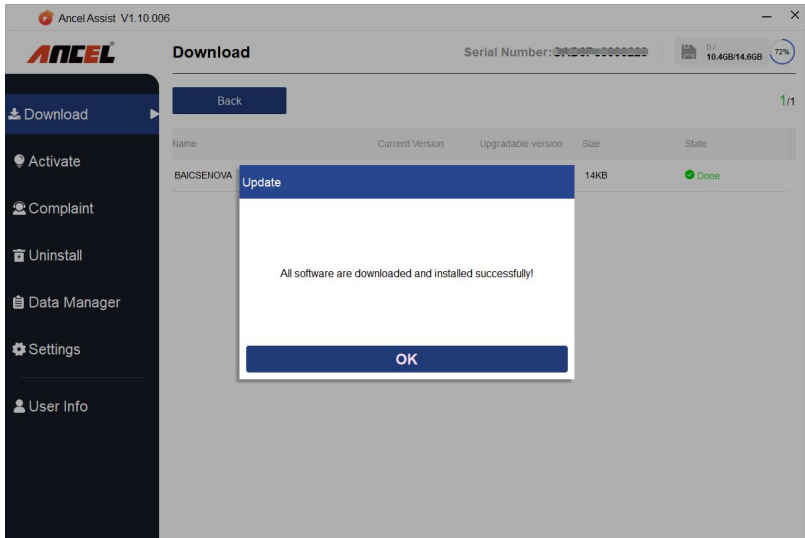 Ancel Assist V1.10.006
ANCEL
Download
Serial Number:
D:/
10.4GB/14.6GB
72%
Download
Back
1/1
Name
Current Version
Upgradable version
Size
State
Activate
BAICSENOVA
Update
14KB
Done
Complaint
Uninstall
All software are downloaded and installed successfully!
Data Manager
Settings
OK
User Info